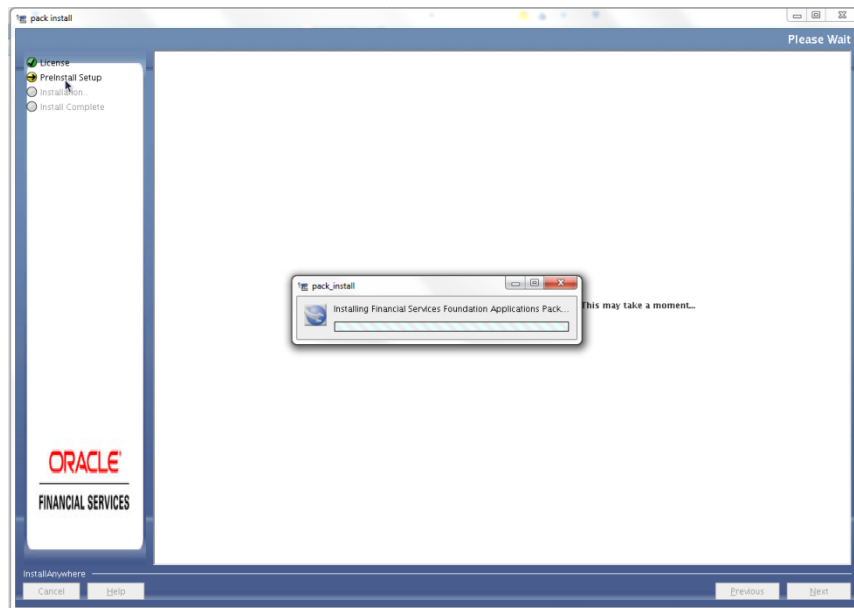 pack install
Please Wait
License
PreInstall Setup
Installation...
Install Complete
pack_install
Installing Financial Services Foundation Applications Pack...
This may take a moment...
ORACLE®
FINANCIAL SERVICES
InstallAnywhere
Cancel
Help
Previous
Next